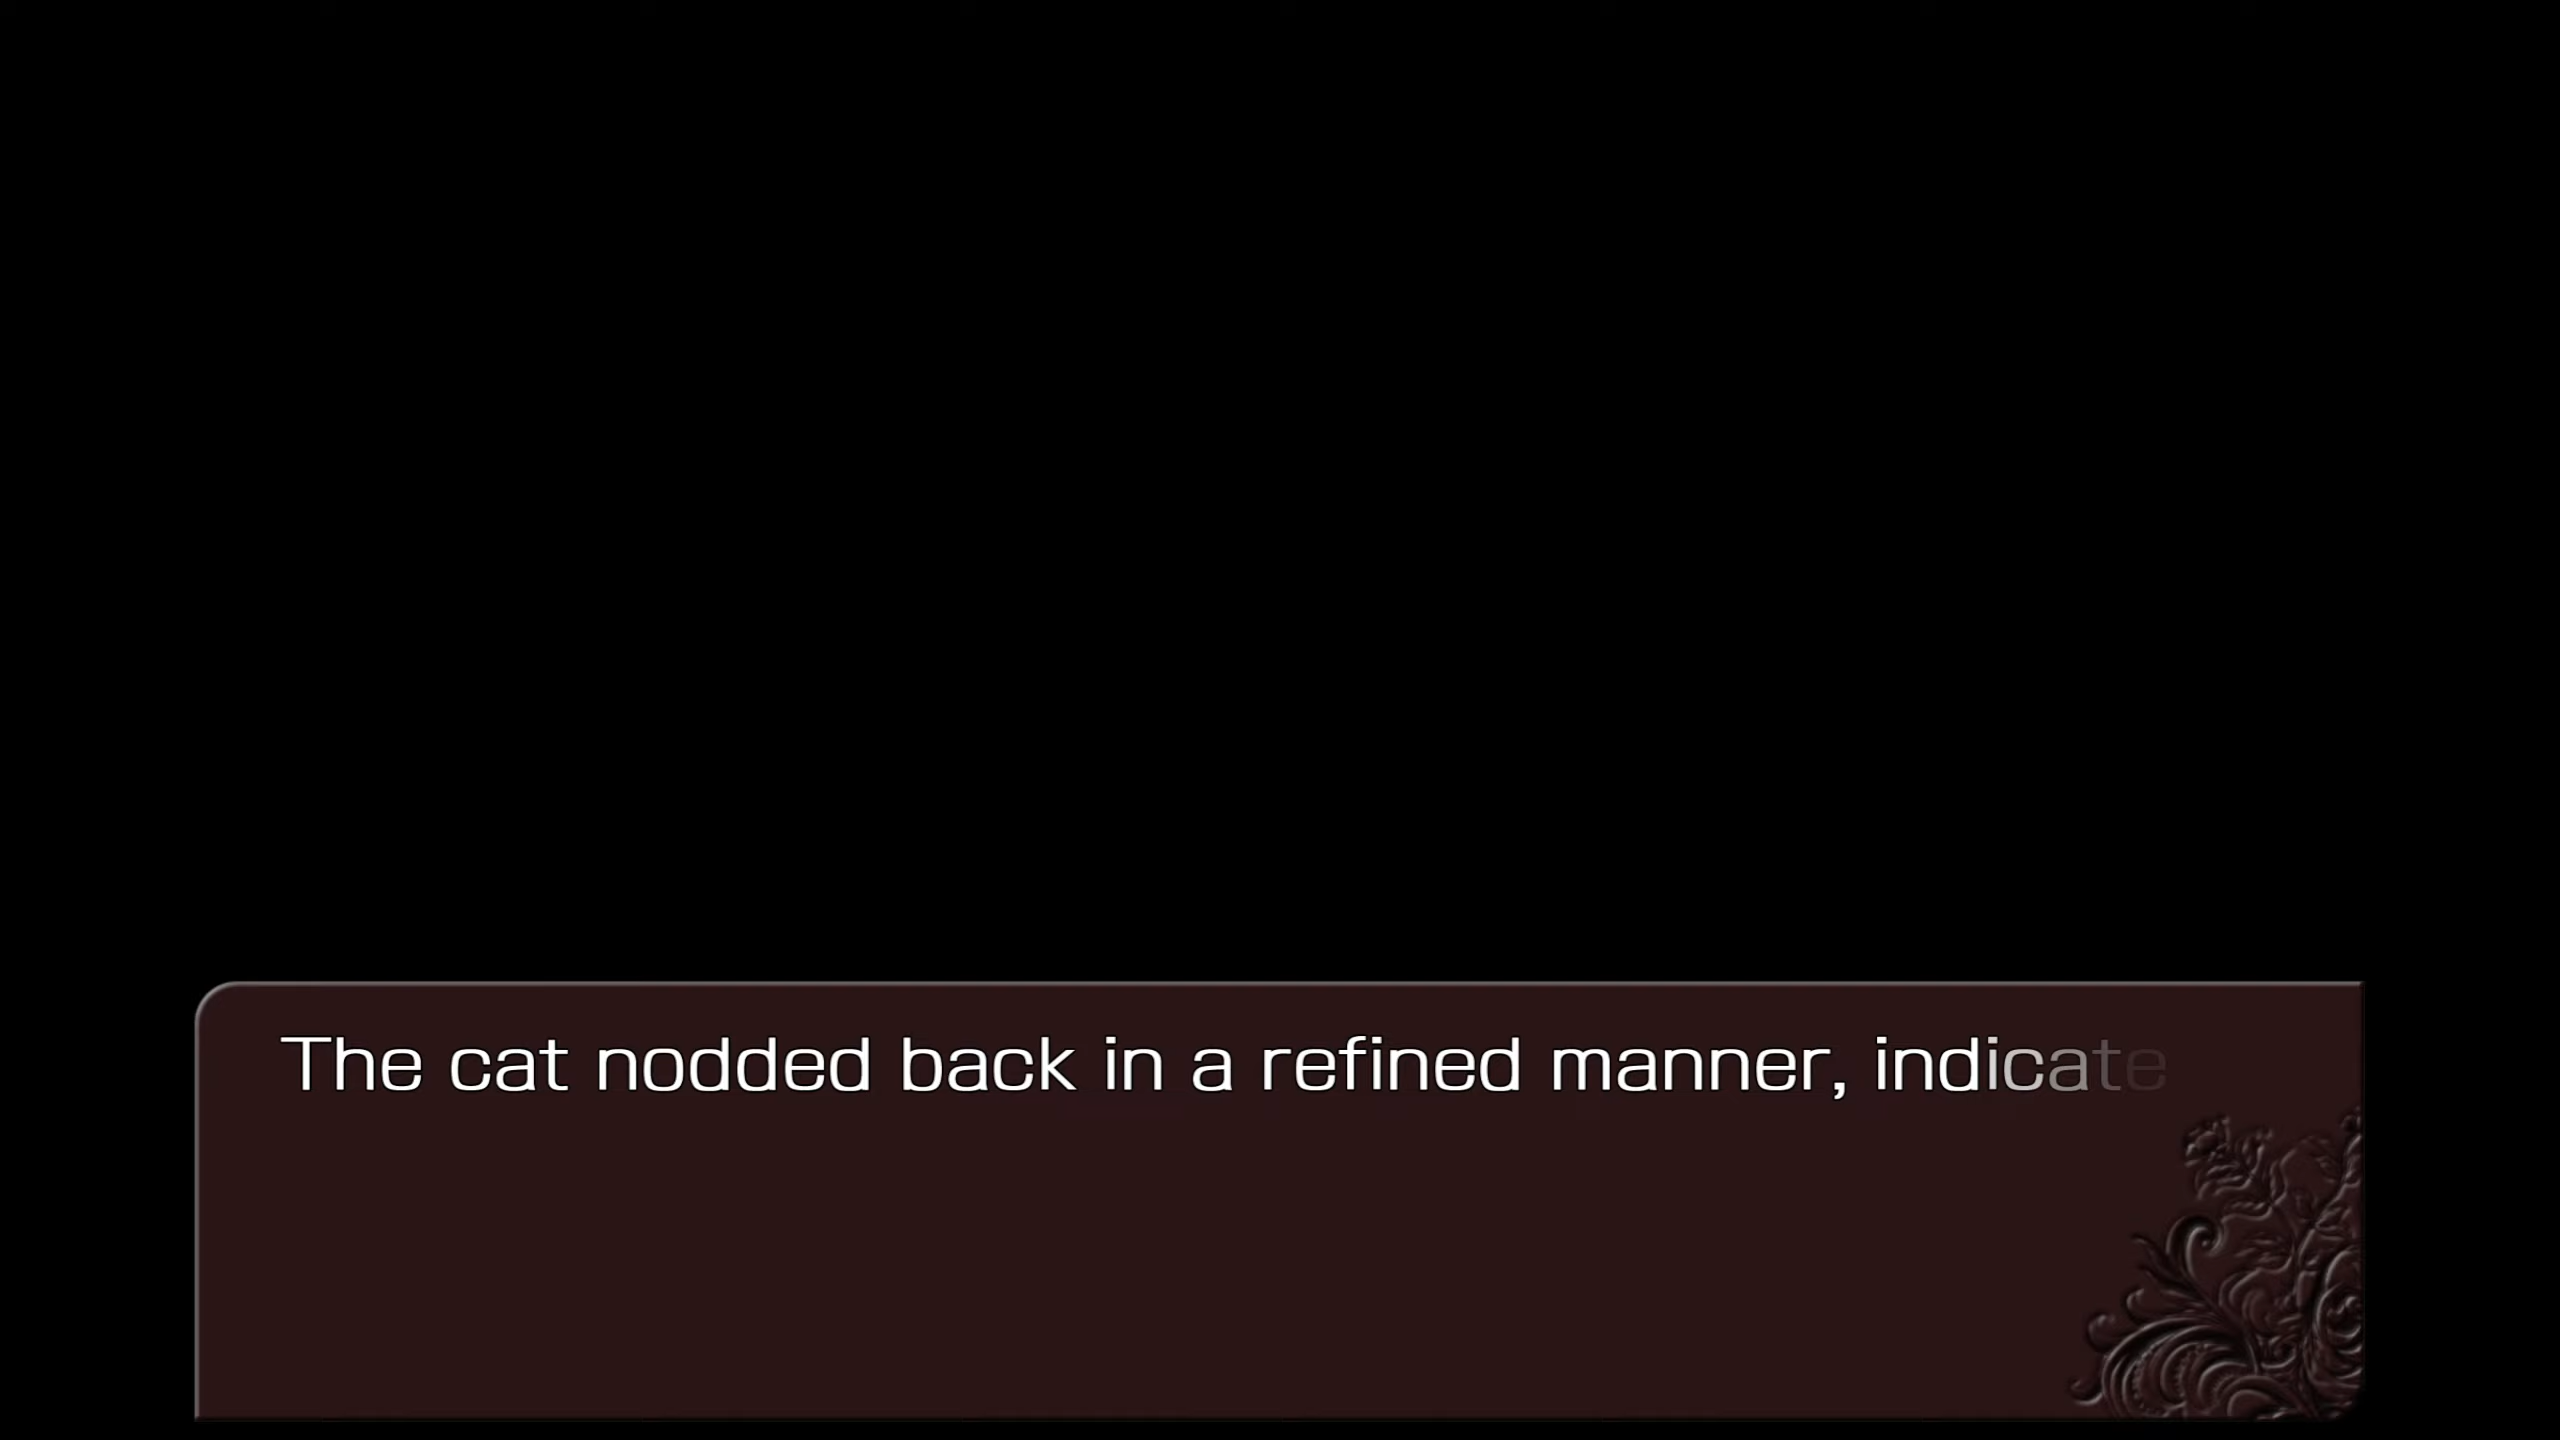 The cat nodded back in a refined manner, indicate